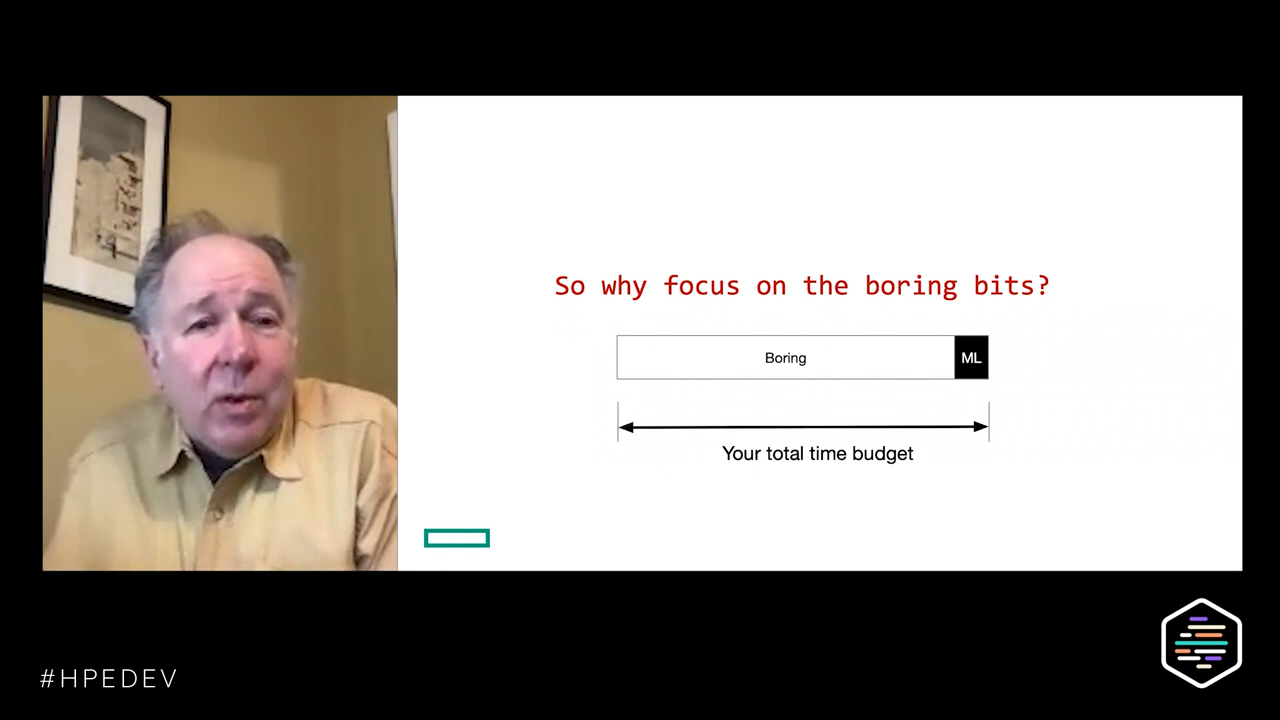 So why focus on the boring bits?
Boring
ML
Your total time budget
#HPEDEV